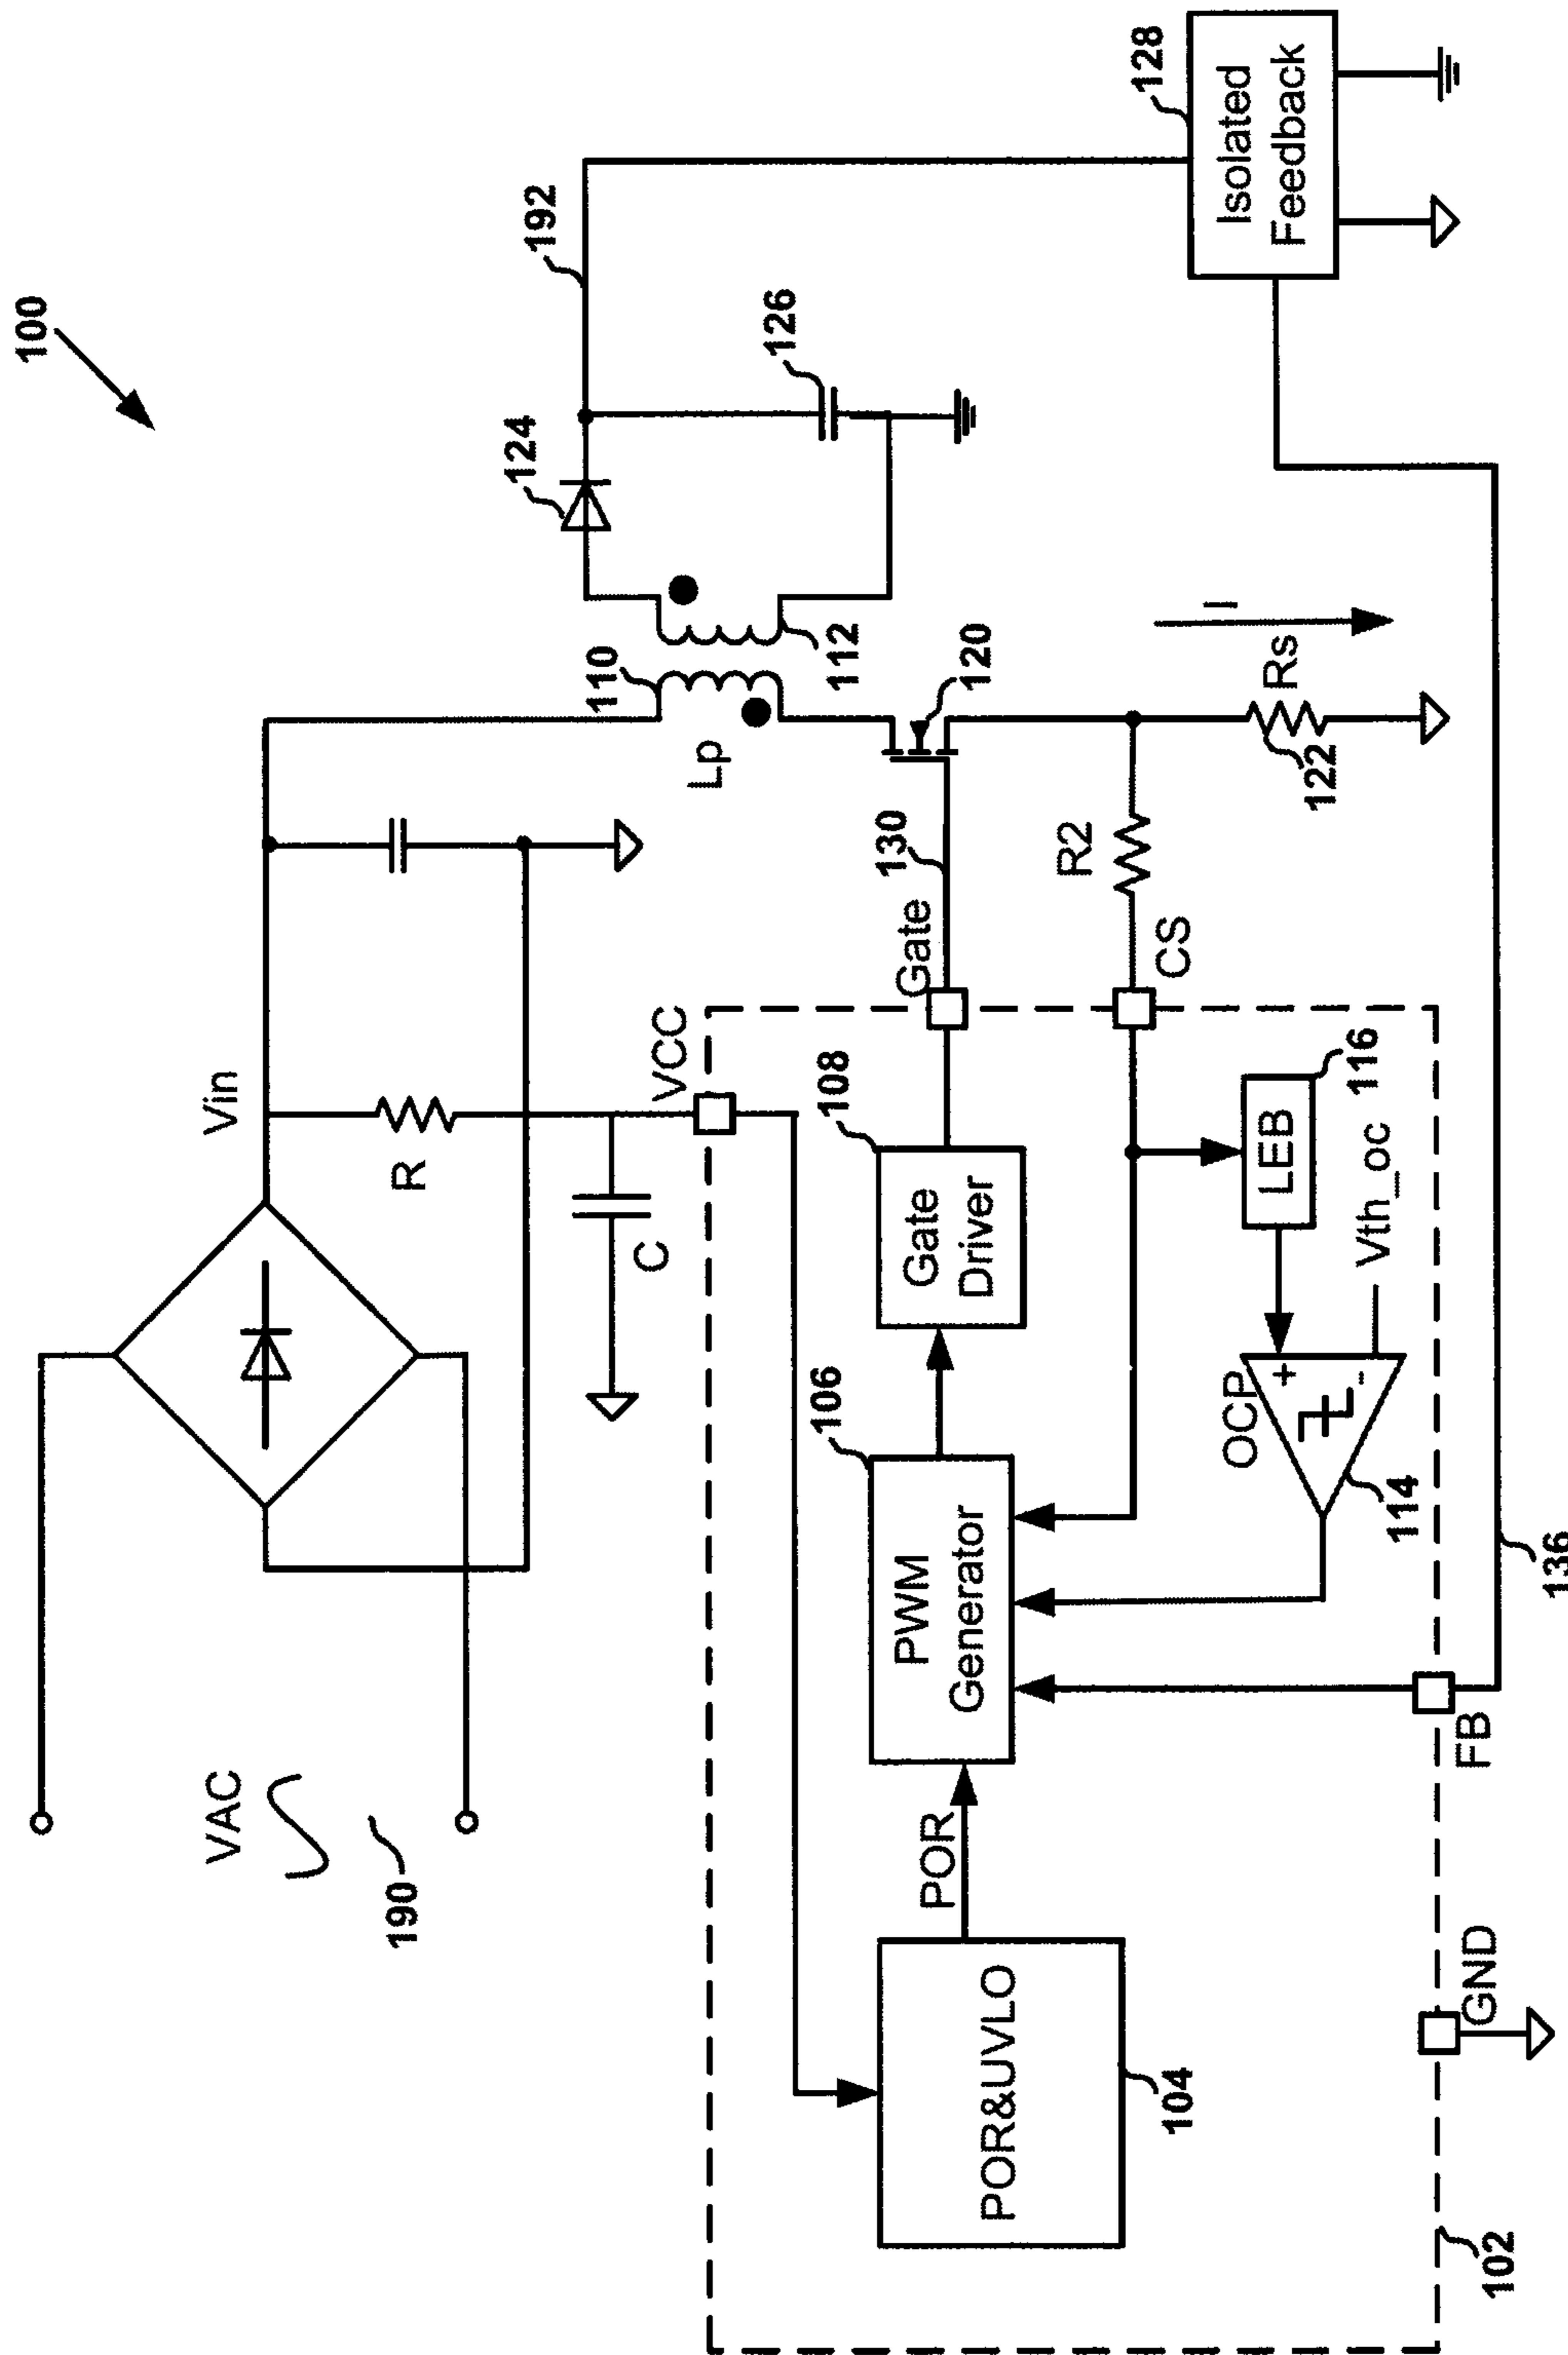 100
VAC
190
Vin
R
C
VCC
110
Lp
112
124
126
192
128
Isolated
Feedback
120
130
Gate
R2
CS
I
Rs
122
108
Gate
Driver
106
PWM
Generator
POR
POR&UVLO
104
116
LEB
Vth_oc
OCP
+
-
114
136
FB
GND
102